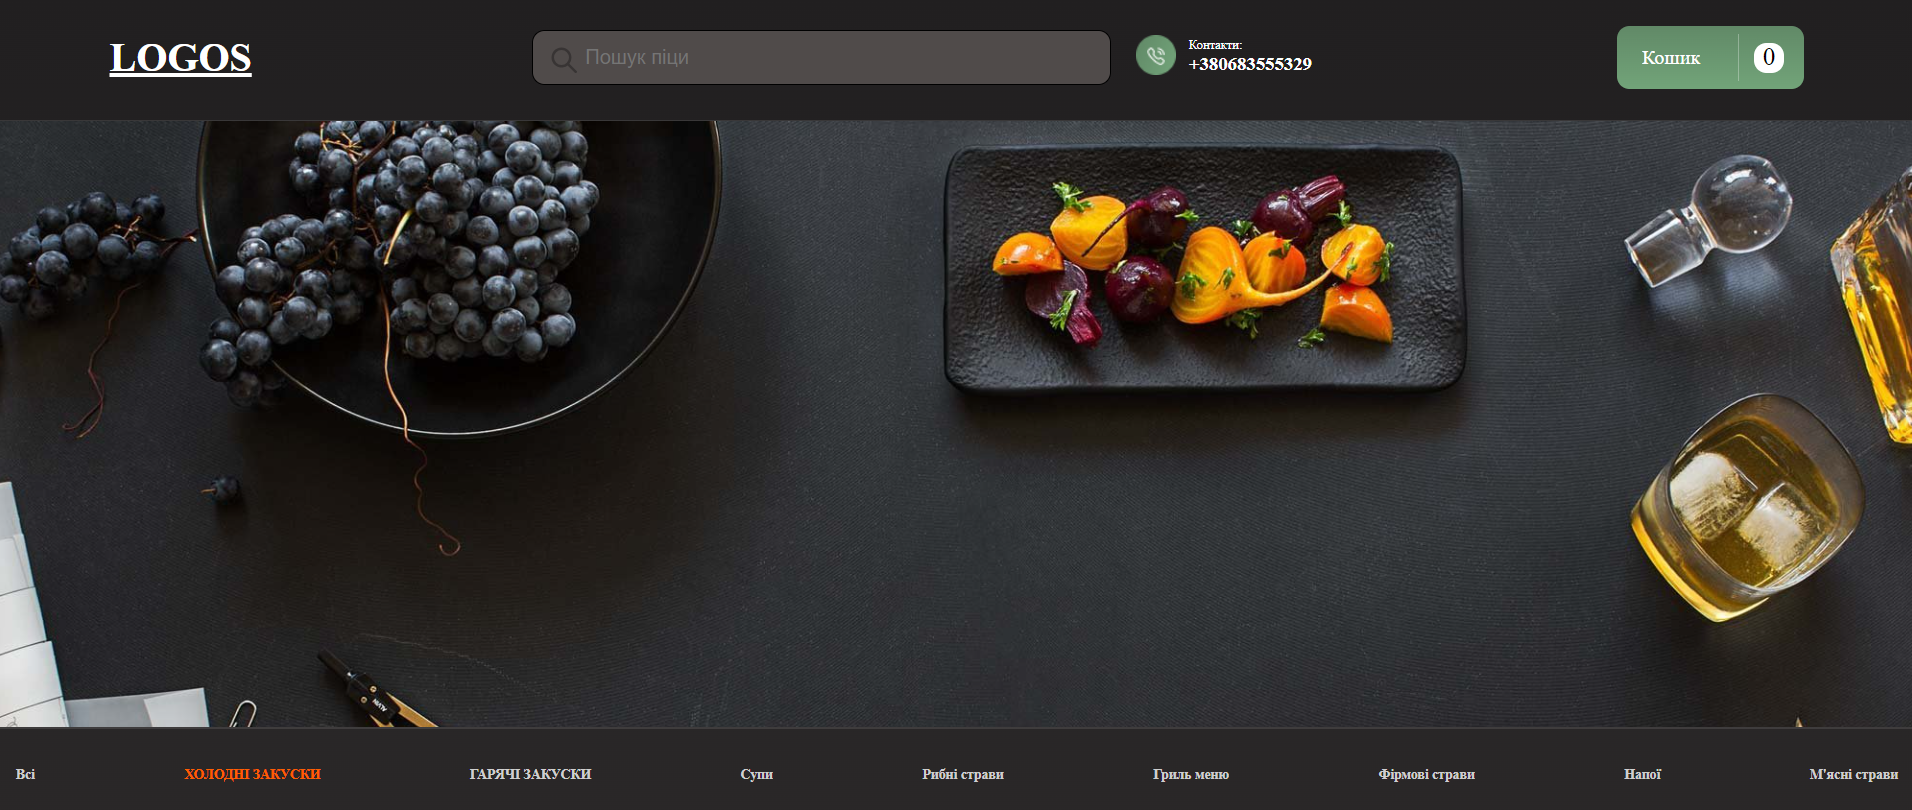 LOGOS
Пошук піци
Контакти:
+380683555329
Кошик
0
Всі
ХОЛОДНІ ЗАКУСКИ
ГАРЯЧІ ЗАКУСКИ
Супи
Рибні страви
Гриль меню
Фірмові страви
Напої
М'ясні страви